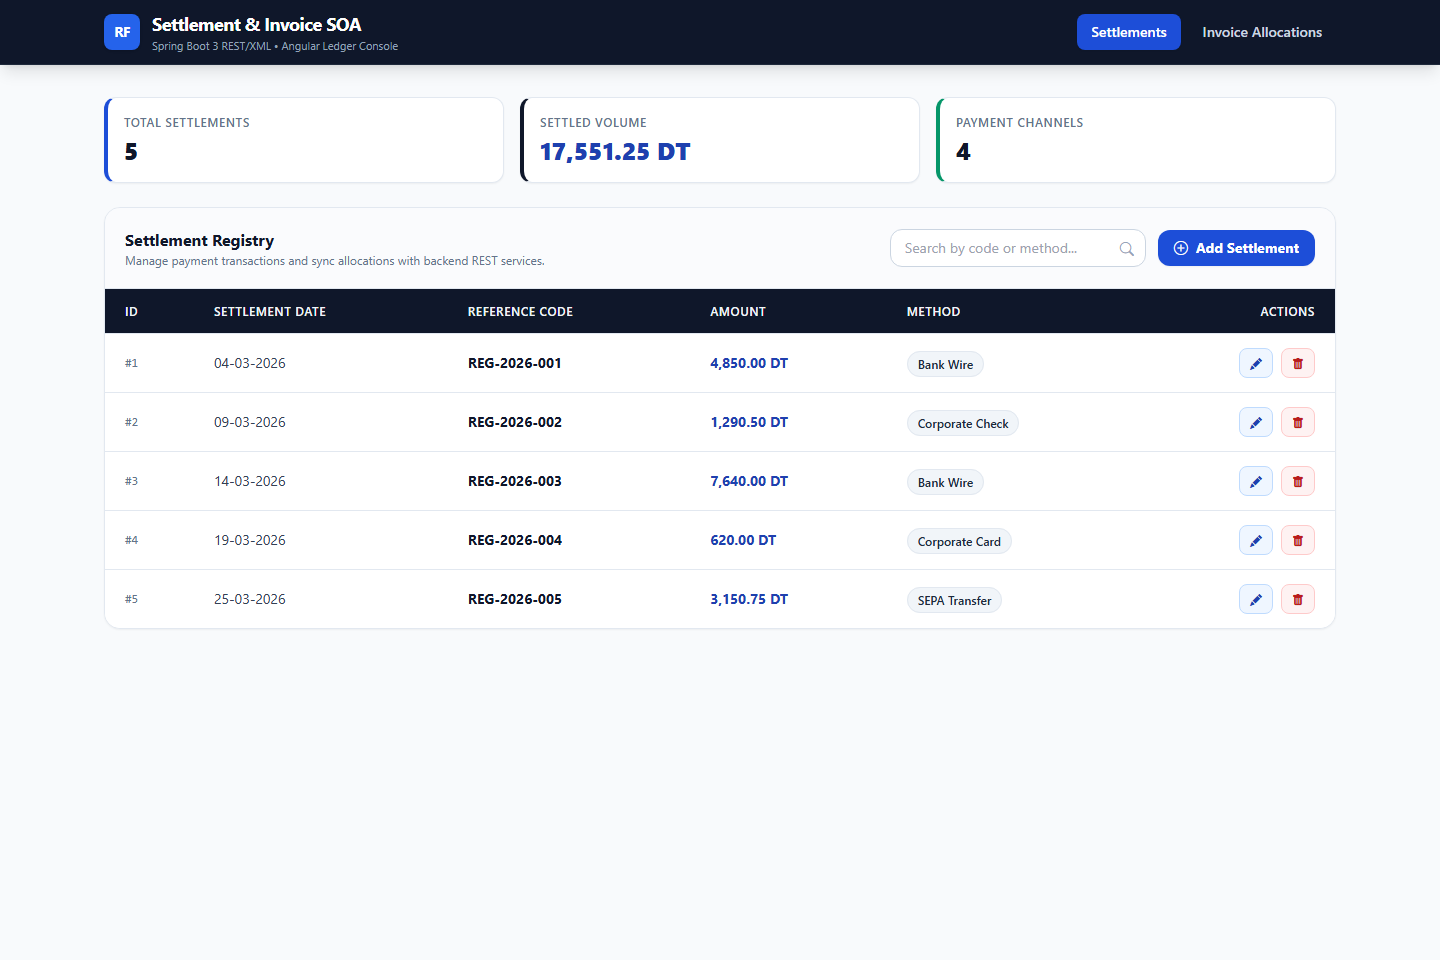 RF
Settlement & Invoice SOA
Spring Boot 3 REST/XML • Angular Ledger Console
Settlements
Invoice Allocations
TOTAL SETTLEMENTS
5
SETTLED VOLUME
17,551.25 DT
PAYMENT CHANNELS
4
Settlement Registry
Manage payment transactions and sync allocations with backend REST services.
Search by code or method...
Add Settlement
ID SETTLEMENT DATE REFERENCE CODE AMOUNT METHOD ACTIONS
#1 04-03-2026 REG-2026-001 4,850.00 DT Bank Wire
#2 09-03-2026 REG-2026-002 1,290.50 DT Corporate Check
#3 14-03-2026 REG-2026-003 7,640.00 DT Bank Wire
#4 19-03-2026 REG-2026-004 620.00 DT Corporate Card
#5 25-03-2026 REG-2026-005 3,150.75 DT SEPA Transfer